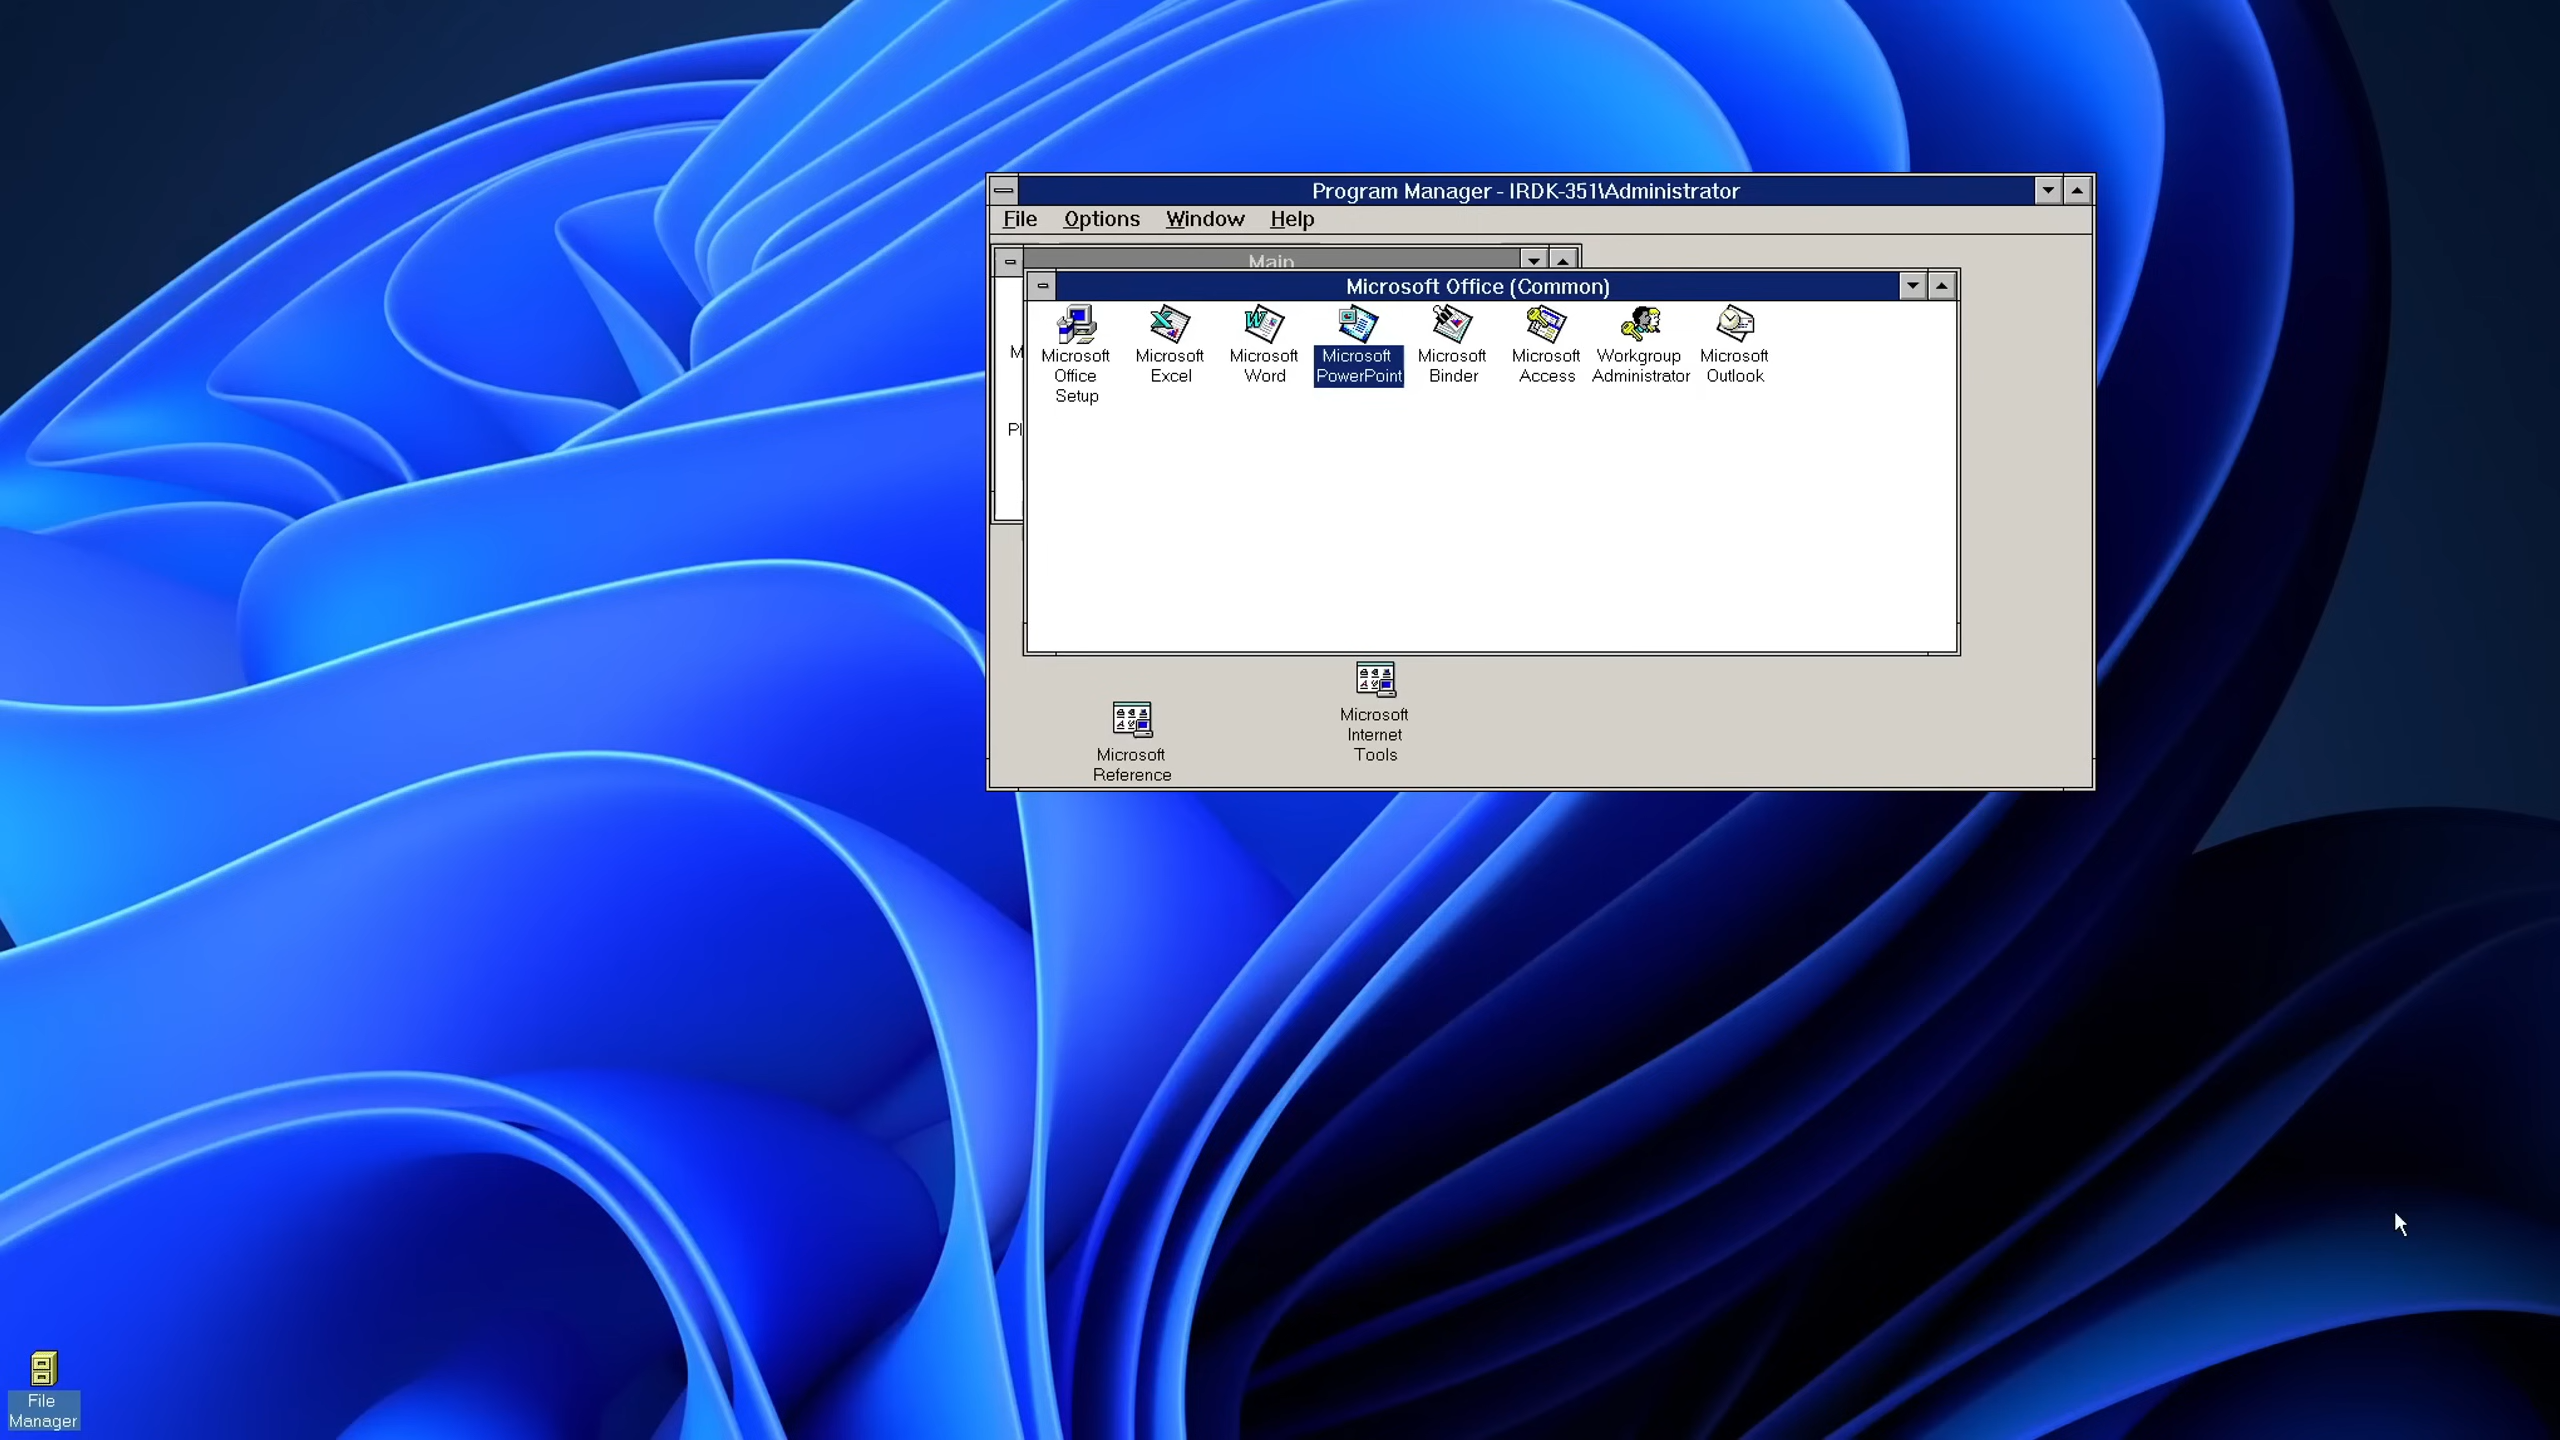 Program Manager - IRDK-351\Administrator
File Options Window Help
Main
Microsoft Office (Common)
Microsoft Office Setup
Microsoft Excel
Microsoft Word
Microsoft PowerPoint
Microsoft Binder
Microsoft Access
Workgroup Administrator
Microsoft Outlook
M
Pl
Microsoft Internet Tools
Microsoft Reference
File Manager